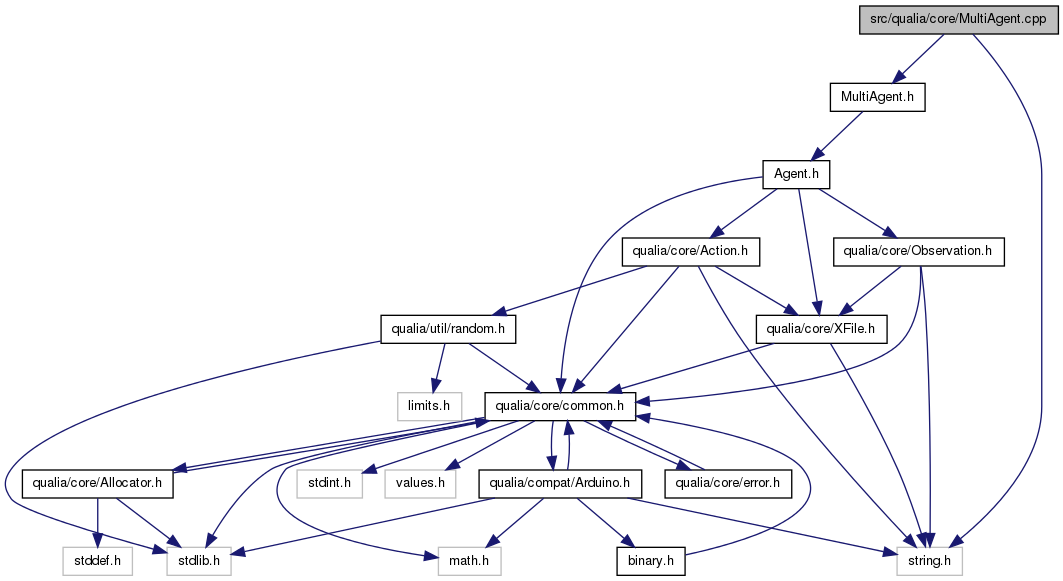 src/qualia/core/MultiAgent.cpp
MultiAgent.h
Agent.h
qualia/core/Action.h
qualia/core/Observation.h
qualia/util/random.h
qualia/core/XFile.h
limits.h
qualia/core/common.h
qualia/core/Allocator.h
stdint.h
values.h
qualia/compat/Arduino.h
qualia/core/error.h
stddef.h
stdlib.h
math.h
binary.h
string.h